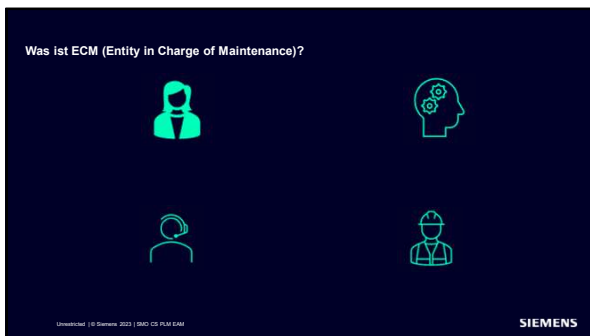 Was ist ECM (Entity in Charge of Maintenance)?
Unrestricted | © Siemens 2023 | SMO CS PLM EAM
SIEMENS